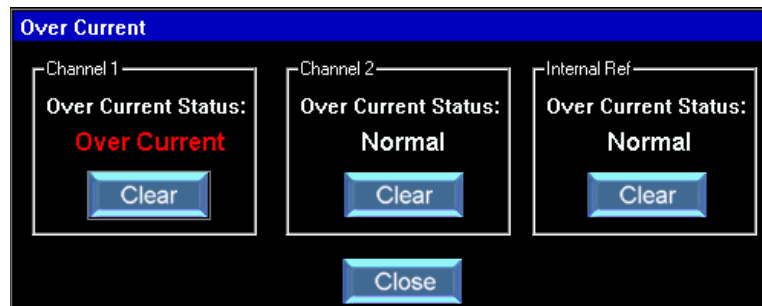 Over Current
Channel 1
Over Current Status:
Over Current
Clear
Channel 2
Over Current Status:
Normal
Clear
Internal Ref
Over Current Status:
Normal
Clear
Close